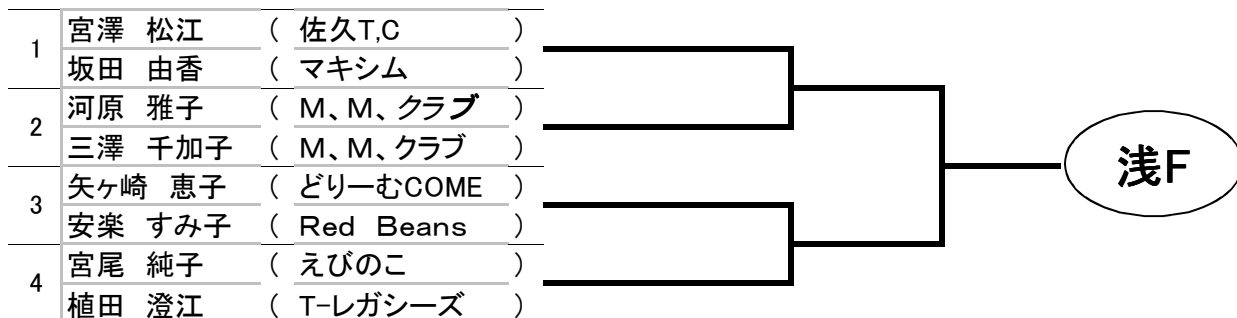 1
宮澤 松江 ( 佐久T,C )
坂田 由香 ( マキシム )
2
河原 雅子 ( M、M、クラブ )
三澤 千加子 ( M、M、クラブ )
3
矢ヶ崎 恵子 ( どりーむCOME )
安楽 すみ子 ( Red Beans )
4
宮尾 純子 ( えびのこ )
植田 澄江 ( T-レガシーズ )
浅F